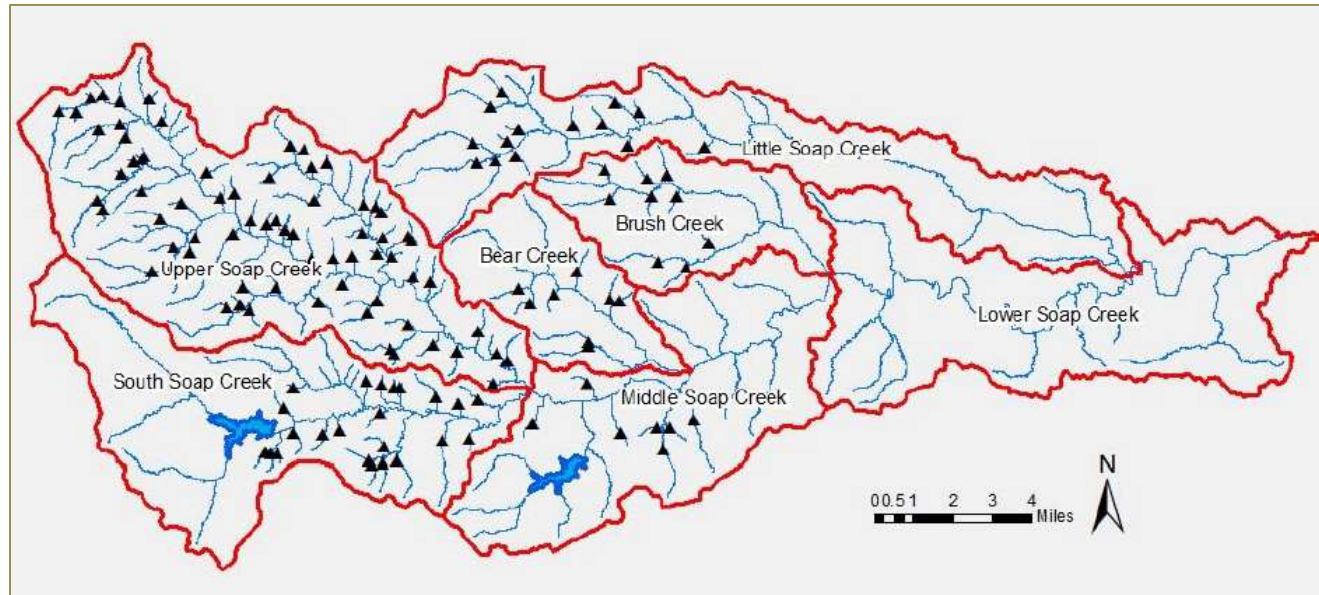 Little Soap Creek
Brush Creek
Bear Creek
Upper Soap Creek
Lower Soap Creek
South Soap Creek
Middle Soap Creek
N
0 0.5 1 2 3 4
Miles